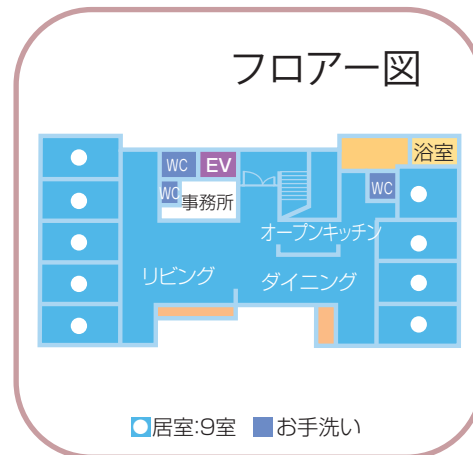 フロアー図
WC
EV
浴室
WC
事務所
WC
オープンキッチン
リビング
ダイニング
居室:9室
お手洗い